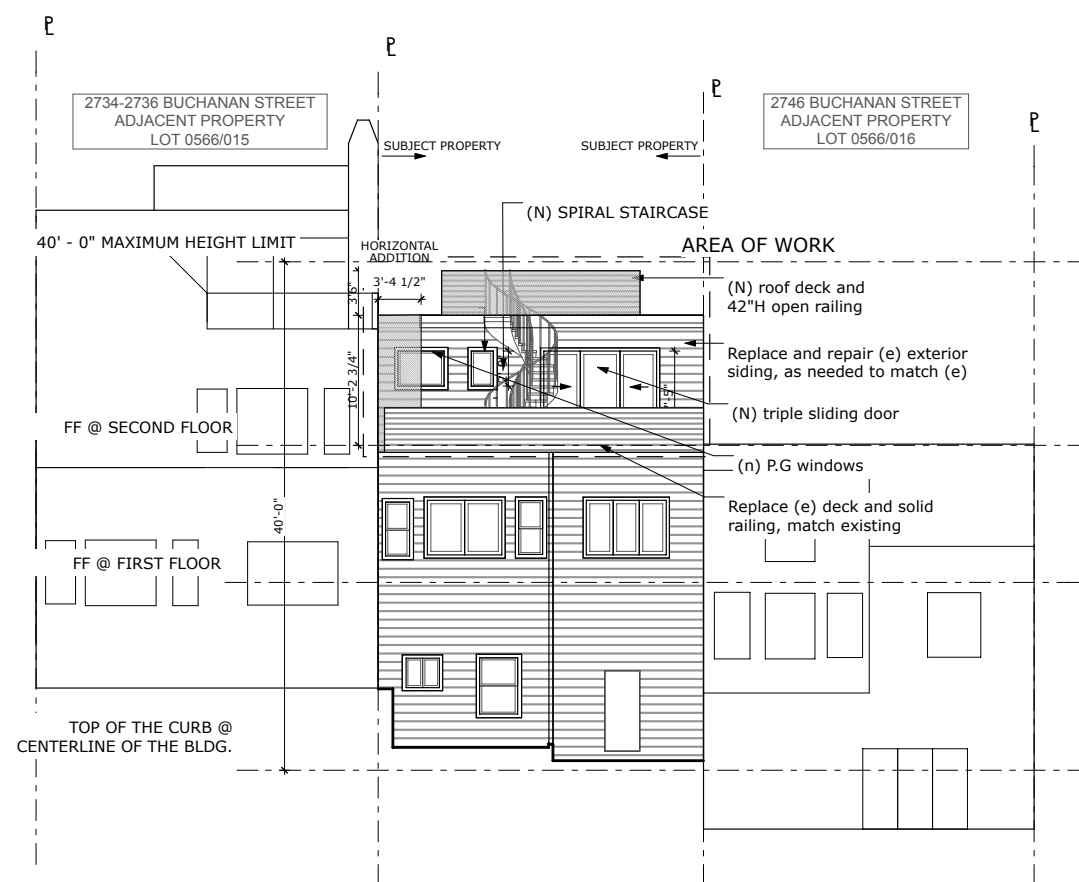 ℄
℄
℄
℄
2734-2736 BUCHANAN STREET
ADJACENT PROPERTY
LOT 0566/015
2746 BUCHANAN STREET
ADJACENT PROPERTY
LOT 0566/016
SUBJECT PROPERTY
SUBJECT PROPERTY
(N) SPIRAL STAIRCASE
40' - 0" MAXIMUM HEIGHT LIMIT
HORIZONTAL
ADDITION
3'-4 1/2"
AREA OF WORK
3'6"
(N) roof deck and
42"H open railing
Replace and repair (e) exterior
siding, as needed to match (e)
10'-2 3/4"
(N) triple sliding door
FF @ SECOND FLOOR
(n) P.G windows
Replace (e) deck and solid
railing, match existing
40'-0"
FF @ FIRST FLOOR
TOP OF THE CURB @
CENTERLINE OF THE BLDG.